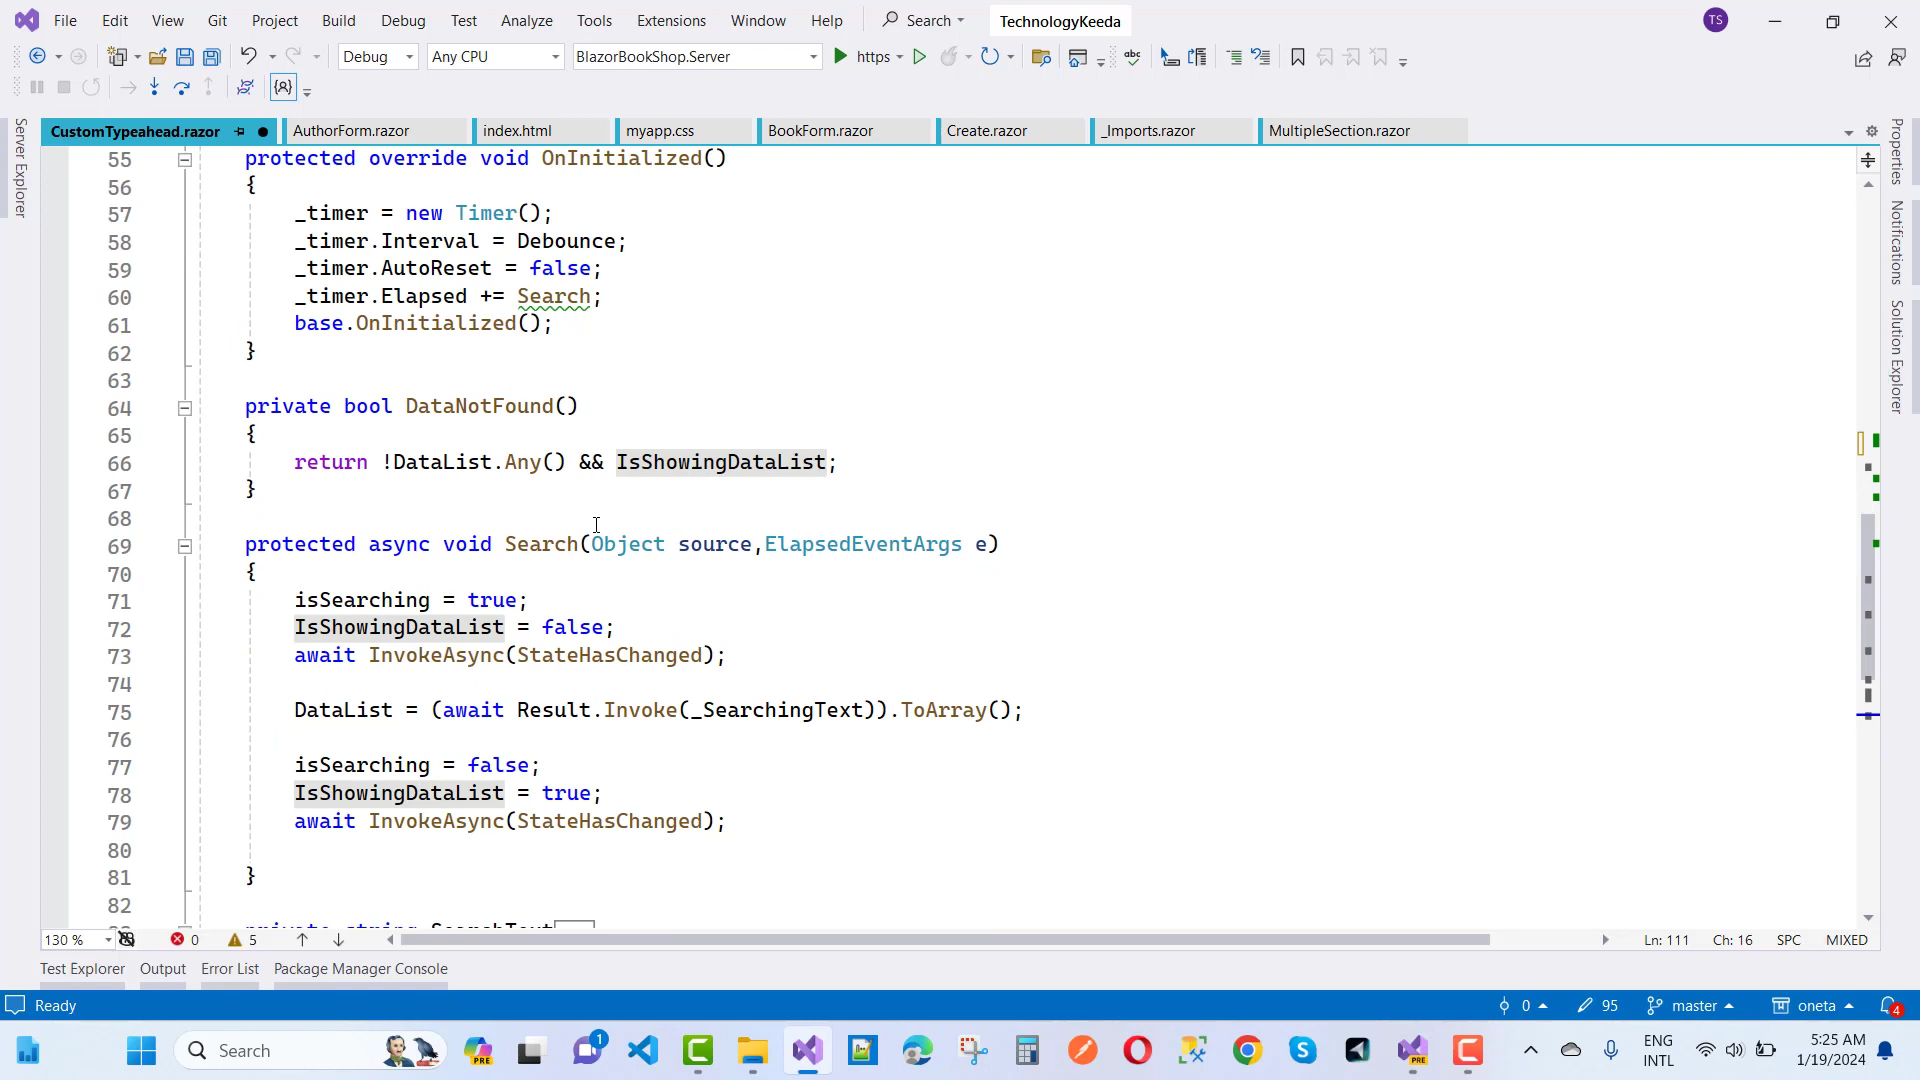 File Edit View Git Project Build Debug Test Analyze Tools Extensions Window Help Search TechnologyKeeda TS
Debug Any CPU BlazorBookShop.Server https abc
CustomTypeahead.razor AuthorForm.razor index.html myapp.css BookForm.razor Create.razor _Imports.razor MultipleSection.razor
Server Explorer
Properties
Notifications
Solution Explorer
55 protected override void OnInitialized()
56 {
57 _timer = new Timer();
58 _timer.Interval = Debounce;
59 _timer.AutoReset = false;
60 _timer.Elapsed += Search;
61 base.OnInitialized();
62 }
63
64 private bool DataNotFound()
65 {
66 return !DataList.Any() && IsShowingDataList;
67 }
68
69 protected async void Search(Object source,ElapsedEventArgs e)
70 {
71 isSearching = true;
72 IsShowingDataList = false;
73 await InvokeAsync(StateHasChanged);
74
75 DataList = (await Result.Invoke(_SearchingText)).ToArray();
76
77 isSearching = false;
78 IsShowingDataList = true;
79 await InvokeAsync(StateHasChanged);
80
81 }
82
private string SearchText
130 % 0 5 Ln: 111 Ch: 16 SPC MIXED
Test Explorer Output Error List Package Manager Console
Ready 0 95 master oneta 4
Search PRE 1 PRE ENG 5:25 AM
INTL 1/19/2024